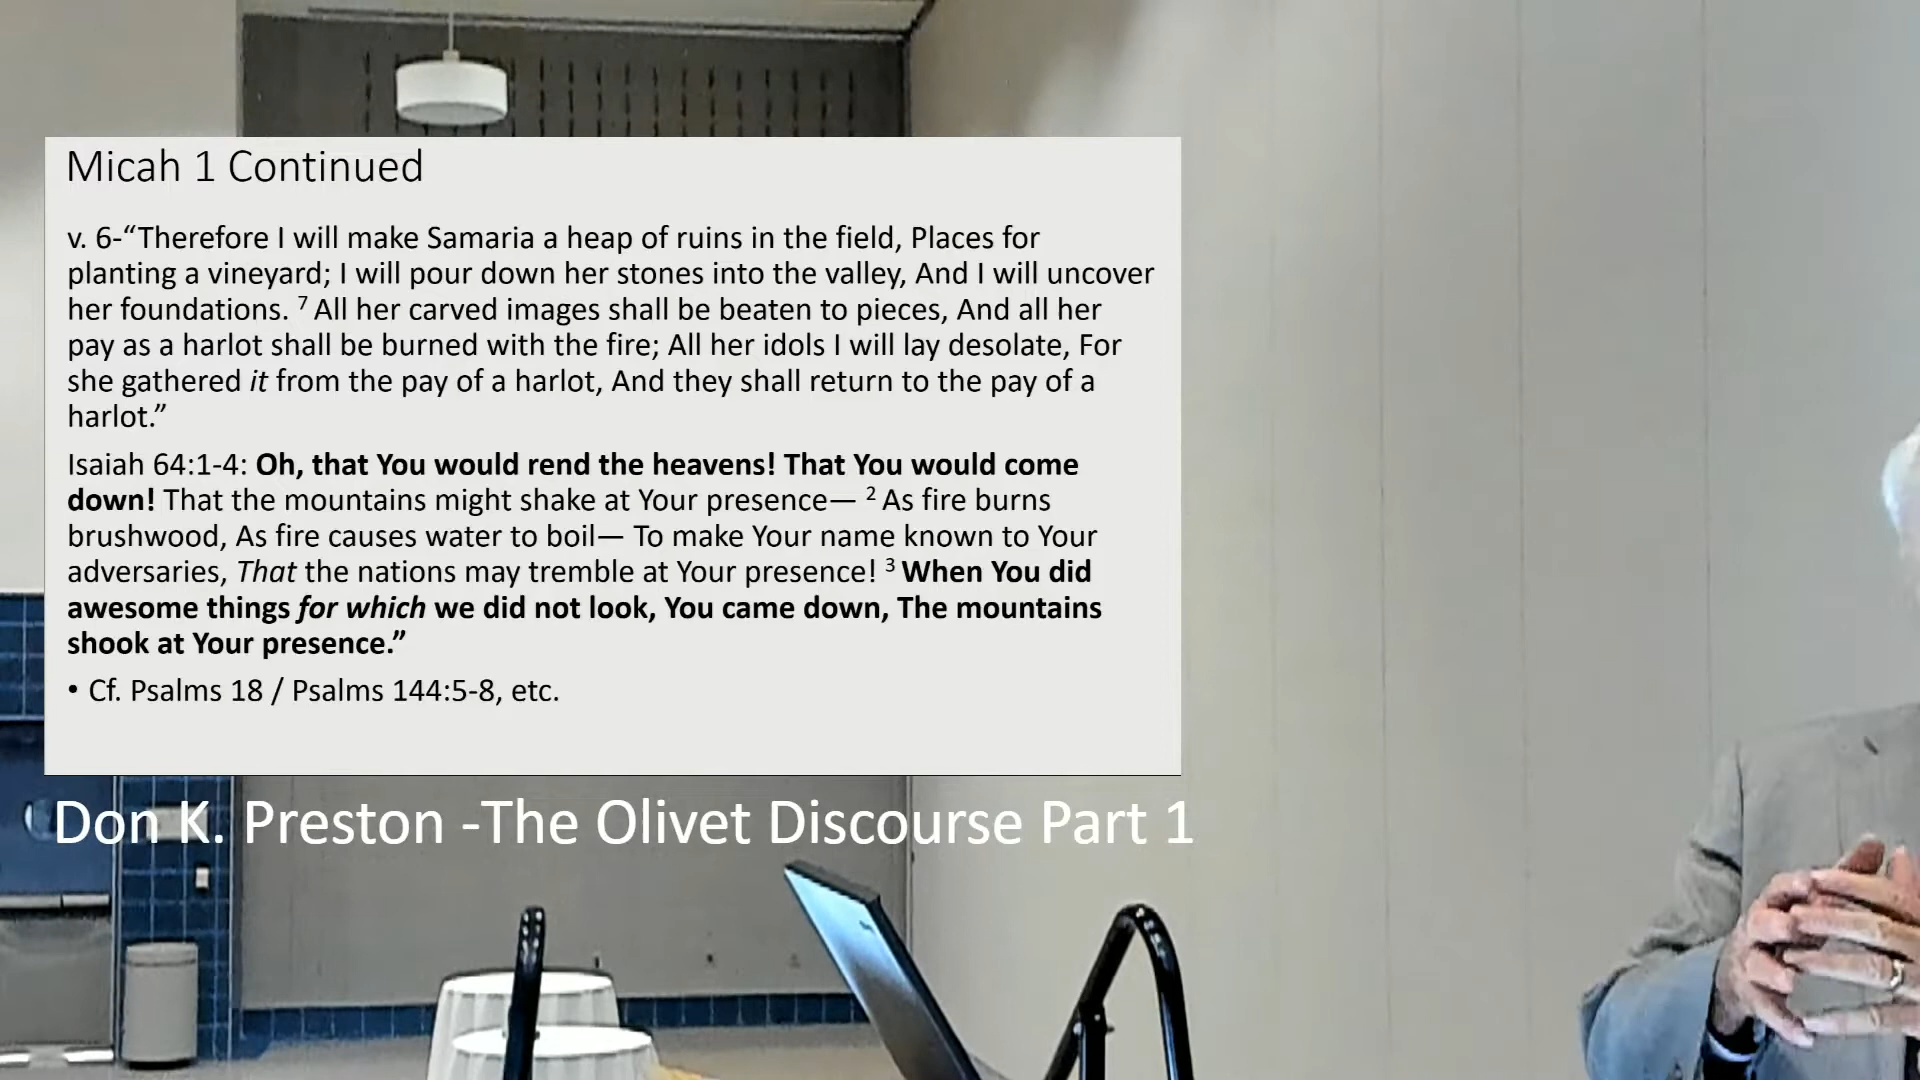 Micah 1 Continued
v. 6-“Therefore I will make Samaria a heap of ruins in the field, Places for
planting a vineyard; I will pour down her stones into the valley, And I will uncover
her foundations. 7 All her carved images shall be beaten to pieces, And all her
pay as a harlot shall be burned with the fire; All her idols I will lay desolate, For
she gathered it from the pay of a harlot, And they shall return to the pay of a
harlot.”
Isaiah 64:1-4: Oh, that You would rend the heavens! That You would come
down! That the mountains might shake at Your presence— 2 As fire burns
brushwood, As fire causes water to boil— To make Your name known to Your
adversaries, That the nations may tremble at Your presence! 3 When You did
awesome things for which we did not look, You came down, The mountains
shook at Your presence.”
• Cf. Psalms 18 / Psalms 144:5-8, etc.
Don K. Preston -The Olivet Discourse Part 1